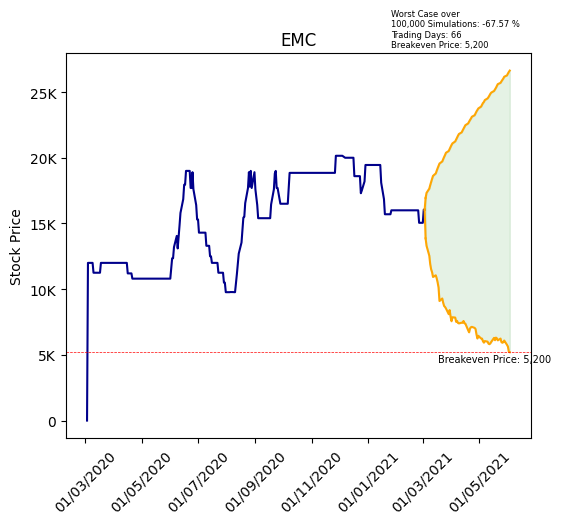 Worst Case over
100,000 Simulations: -67.57 %
Trading Days: 66
Breakeven Price: 5,200
EMC
Stock Price
25K
20K
15K
10K
5K
0
Breakeven Price: 5,200
01/03/2020
01/05/2020
01/07/2020
01/09/2020
01/11/2020
01/01/2021
01/03/2021
01/05/2021